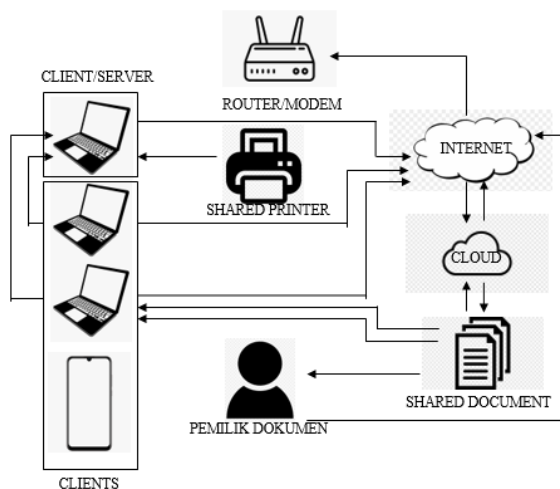 CLIENT/SERVER
ROUTER/MODEM
INTERNET
SHARED PRINTER
CLOUD
SHARED DOCUMENT
PEMILIK DOKUMEN
CLIENTS